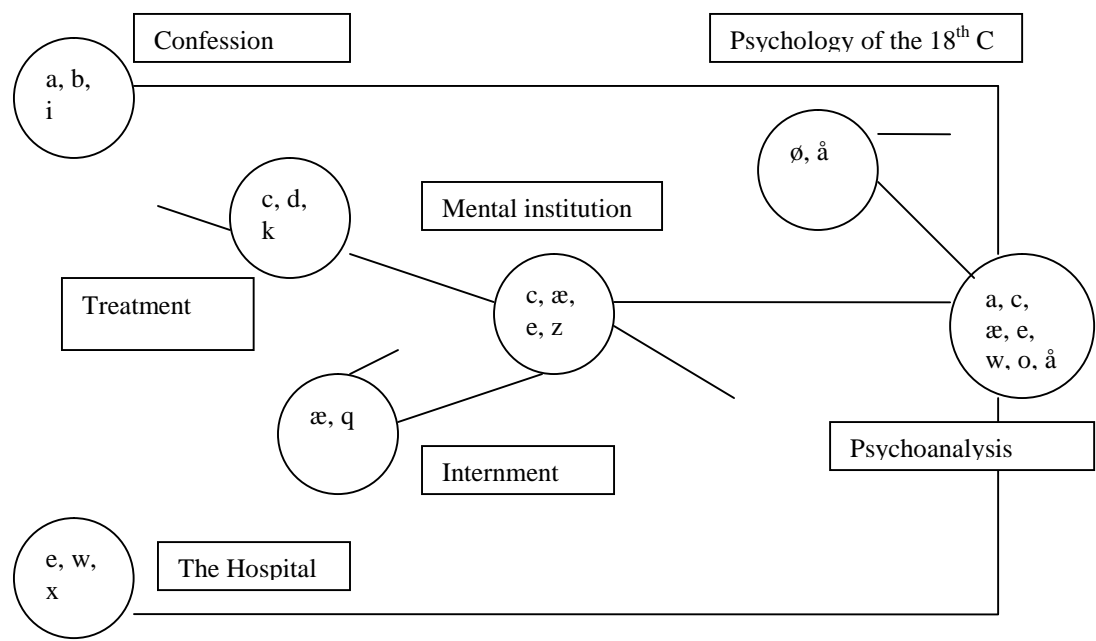 Confession
Psychology of the 18th C
a, b,
i
ø, å
c, d,
k
Mental institution
Treatment
c, æ,
e, z
a, c,
æ, e,
w, o, å
æ, q
Internment
Psychoanalysis
e, w,
x
The Hospital